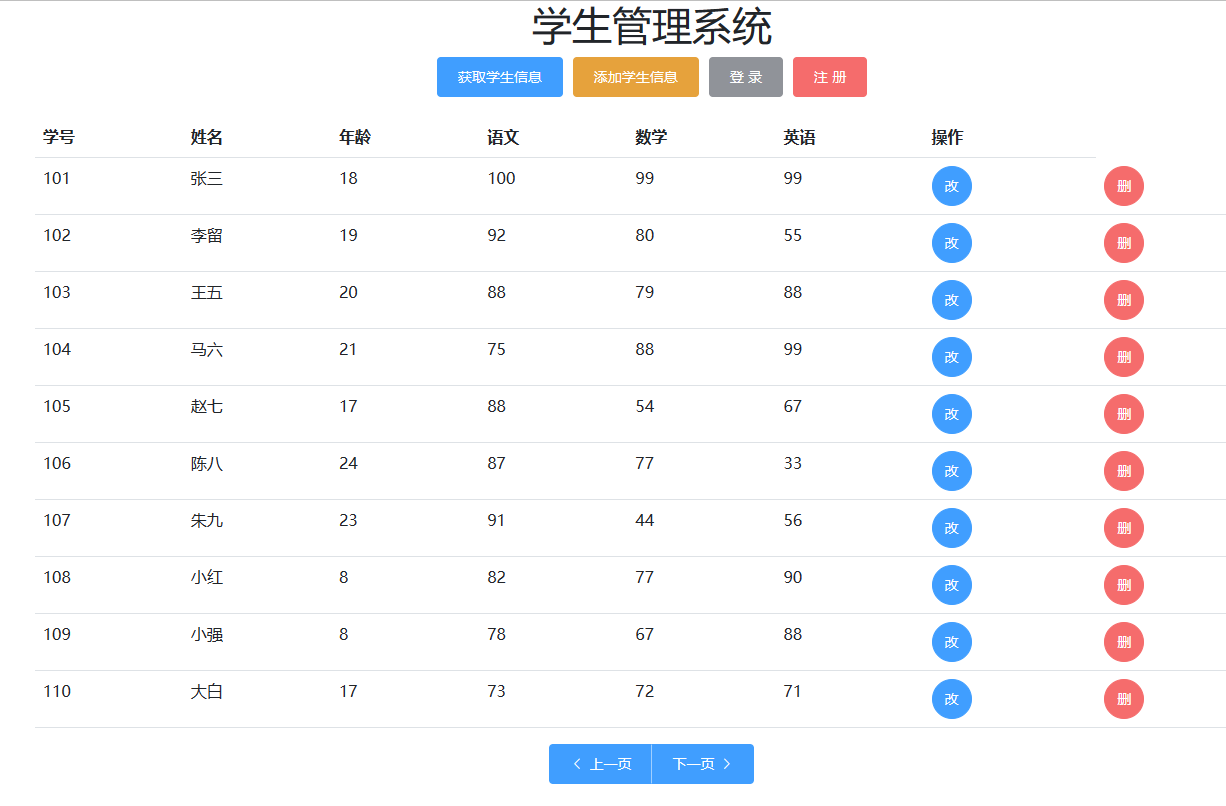 学生管理系统
获取学生信息 添加学生信息 登 录 注 册
学号 姓名 年龄 语文 数学 英语 操作
101 张三 18 100 99 99 改 删
102 李留 19 92 80 55 改 删
103 王五 20 88 79 88 改 删
104 马六 21 75 88 99 改 删
105 赵七 17 88 54 67 改 删
106 陈八 24 87 77 33 改 删
107 朱九 23 91 44 56 改 删
108 小红 8 82 77 90 改 删
109 小强 8 78 67 88 改 删
110 大白 17 73 72 71 改 删
上一页 下一页